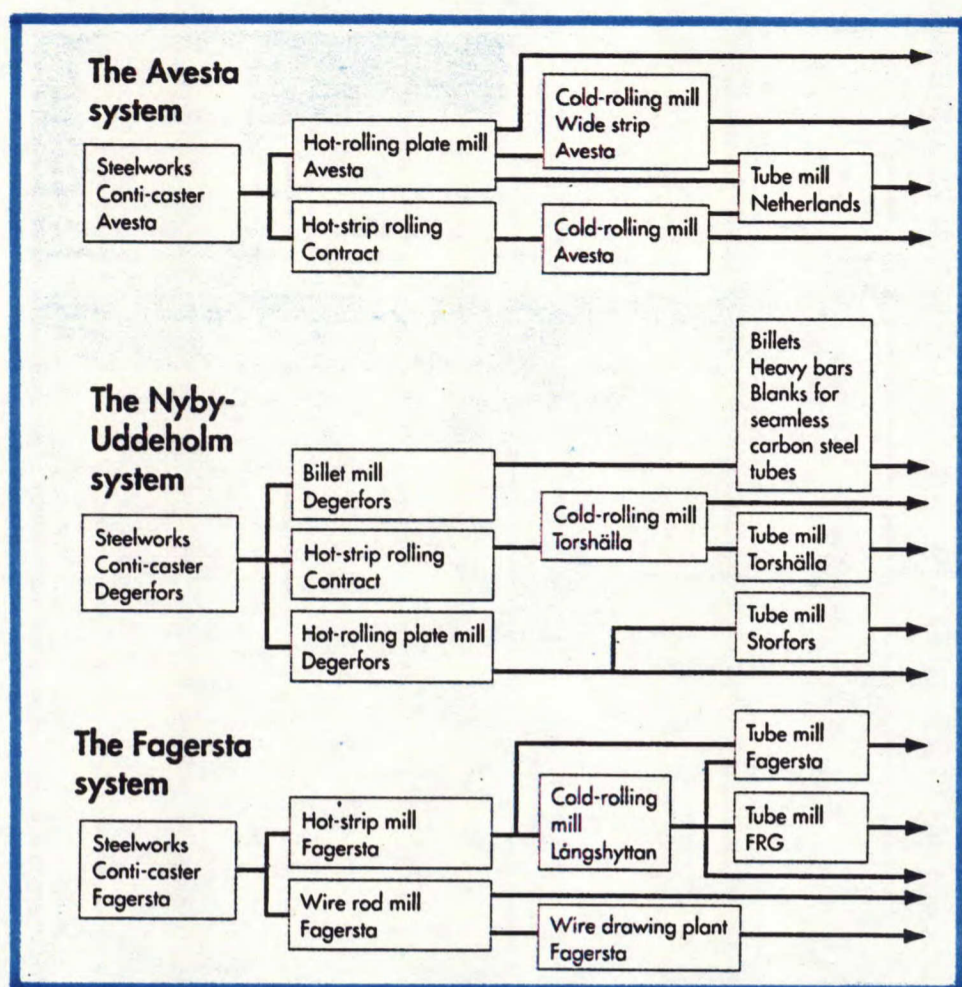 The Avesta
system
Steelworks
Conti-caster
Avesta
Hot-rolling plate mill
Avesta
Hot-strip rolling
Contract
Cold-rolling mill
Wide strip
Avesta
Cold-rolling mill
Avesta
Tube mill
Netherlands
The Nyby-
Uddeholm
system
Steelworks
Conti-caster
Degerfors
Billet mill
Degerfors
Hot-strip rolling
Contract
Hot-rolling plate mill
Degerfors
Cold-rolling mill
Torshälla
Billets
Heavy bars
Blanks for
seamless
carbon steel
tubes
Tube mill
Torshölla
Tube mill
Storfors
The Fagersta
system
Steelworks
Conti-caster
Fagersta
Hot-strip mill
Fagersta
Wire rod mill
Fagersta
Cold-rolling
mill
Långshyttan
Wire drawing plant
Fagersta
Tube mill
Fagersta
Tube mill
FRG